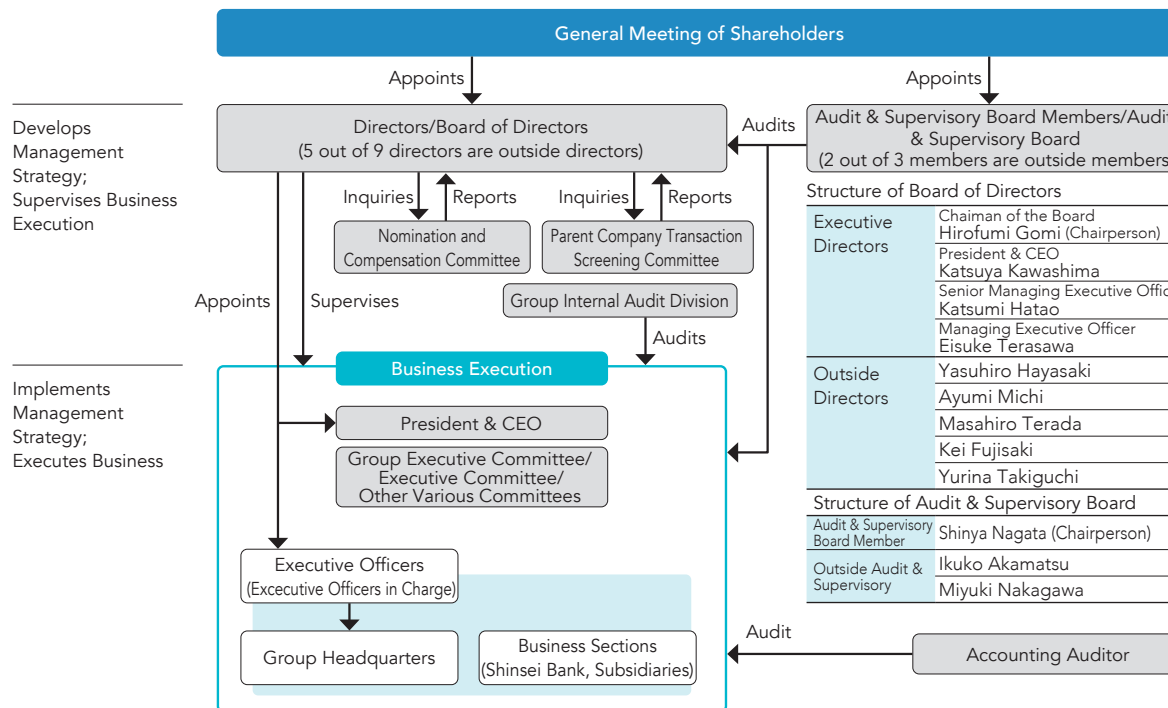 General Meeting of Shareholders
Appoints
Appoints
Develops
Management
Strategy;
Supervises Business
Execution
Directors/Board of Directors
(5 out of 9 directors are outside directors)
Audits
Audit & Supervisory Board Members/Audit
& Supervisory Board
(2 out of 3 members are outside members
Inquiries
Reports
Inquiries
Reports
Nomination and
Compensation Committee
Parent Company Transaction
Screening Committee
Appoints
Supervises
Group Internal Audit Division
Audits
Structure of Board of Directors
Executive
Directors
Chaiman of the Board
Hirofumi Gomi (Chairperson)
President & CEO
Katsuya Kawashima
Senior Managing Executive Offic
Katsumi Hatao
Managing Executive Officer
Eisuke Terasawa
Outside
Directors
Yasuhiro Hayasaki
Ayumi Michi
Masahiro Terada
Kei Fujisaki
Yurina Takiguchi
Structure of Audit & Supervisory Board
Audit & Supervisory
Board Member
Shinya Nagata (Chairperson)
Outside Audit &
Supervisory
Ikuko Akamatsu
Miyuki Nakagawa
Implements
Management
Strategy;
Executes Business
Business Execution
President & CEO
Group Executive Committee/
Executive Committee/
Other Various Committees
Executive Officers
(Excecutive Officers in Charge)
Group Headquarters
Business Sections
(Shinsei Bank, Subsidiaries)
Audit
Accounting Auditor